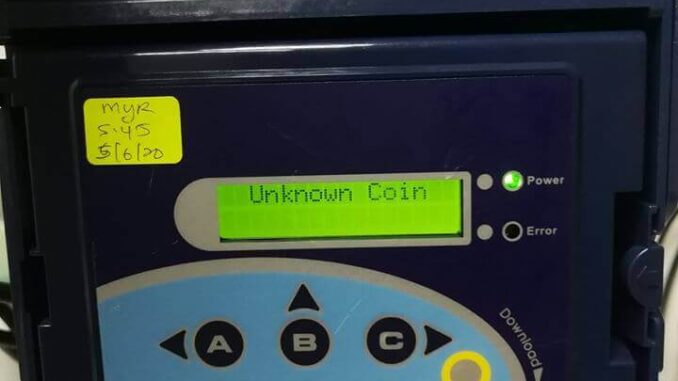 MYR
5.45
5/6/20
Unknown Coin
Power
Error
A B C
Download